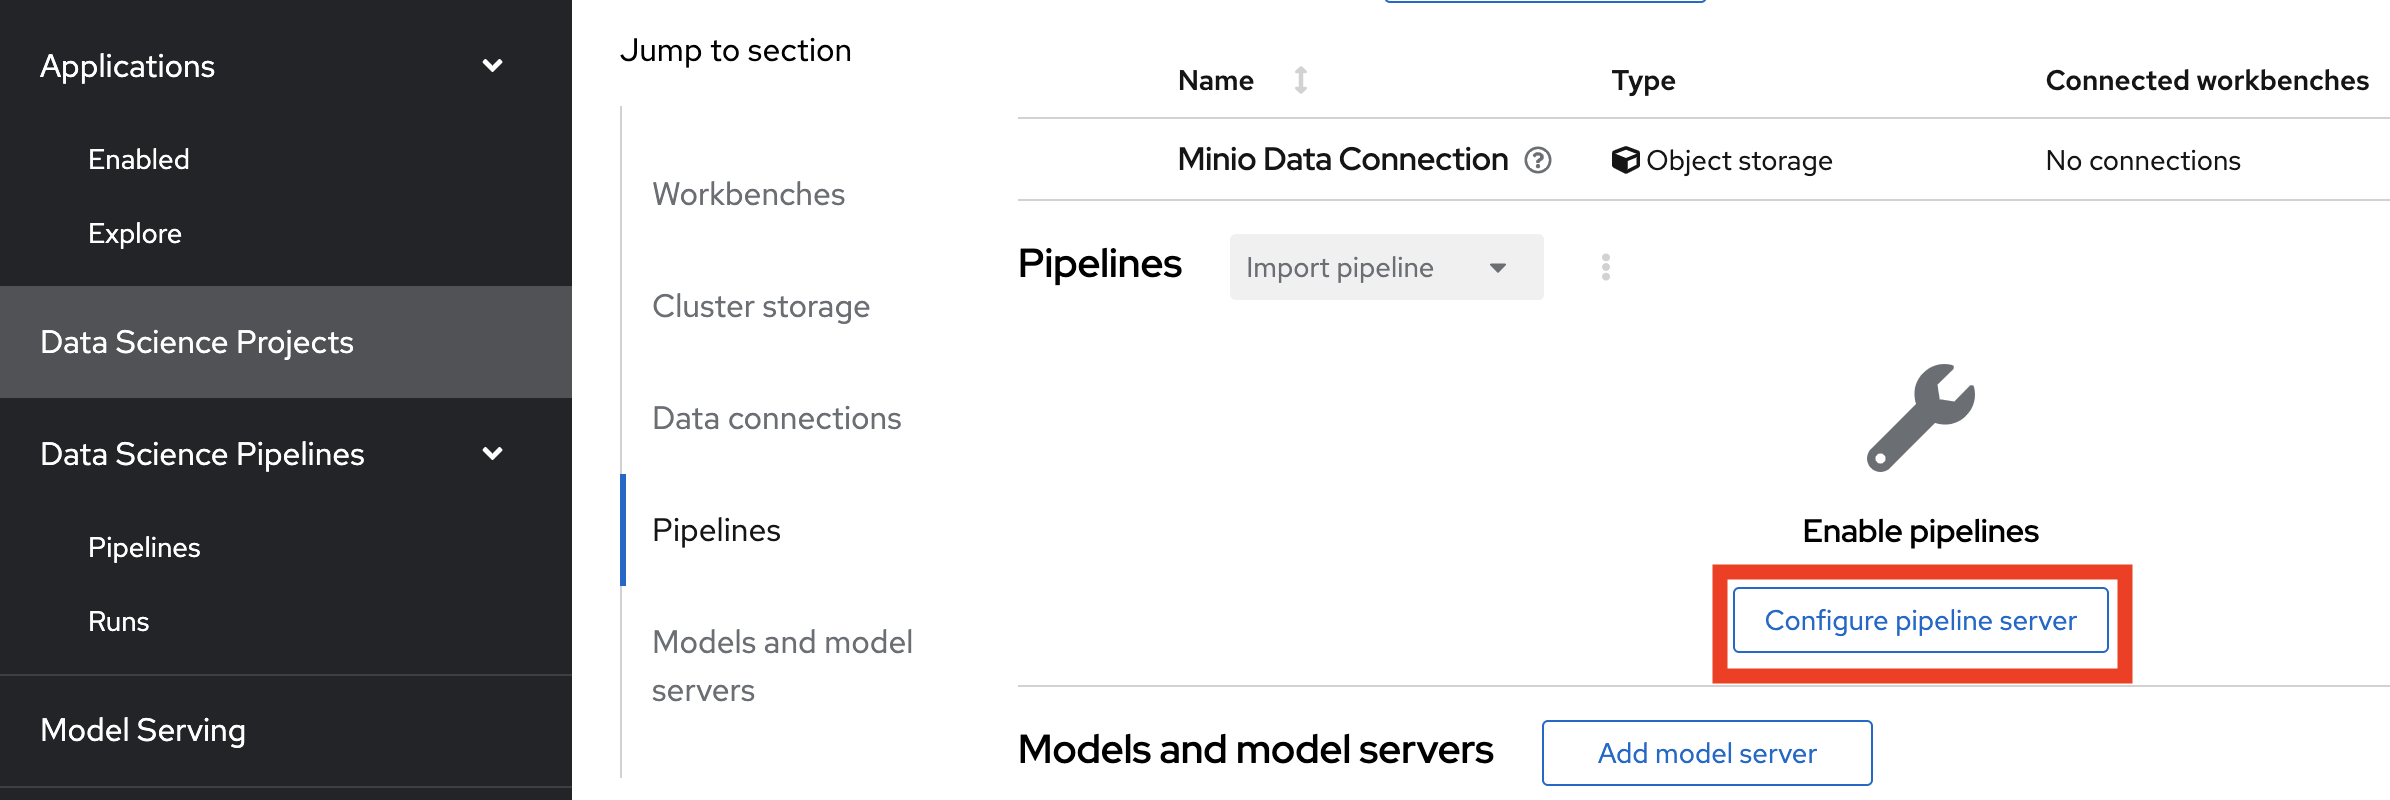 Applications
Enabled
Explore
Data Science Projects
Data Science Pipelines
Pipelines
Runs
Model Serving
Jump to section
Workbenches
Cluster storage
Data connections
Pipelines
Models and model
servers
Name Type Connected workbenches
Minio Data Connection Object storage No connections
Pipelines Import pipeline
Enable pipelines
Configure pipeline server
Models and model servers Add model server